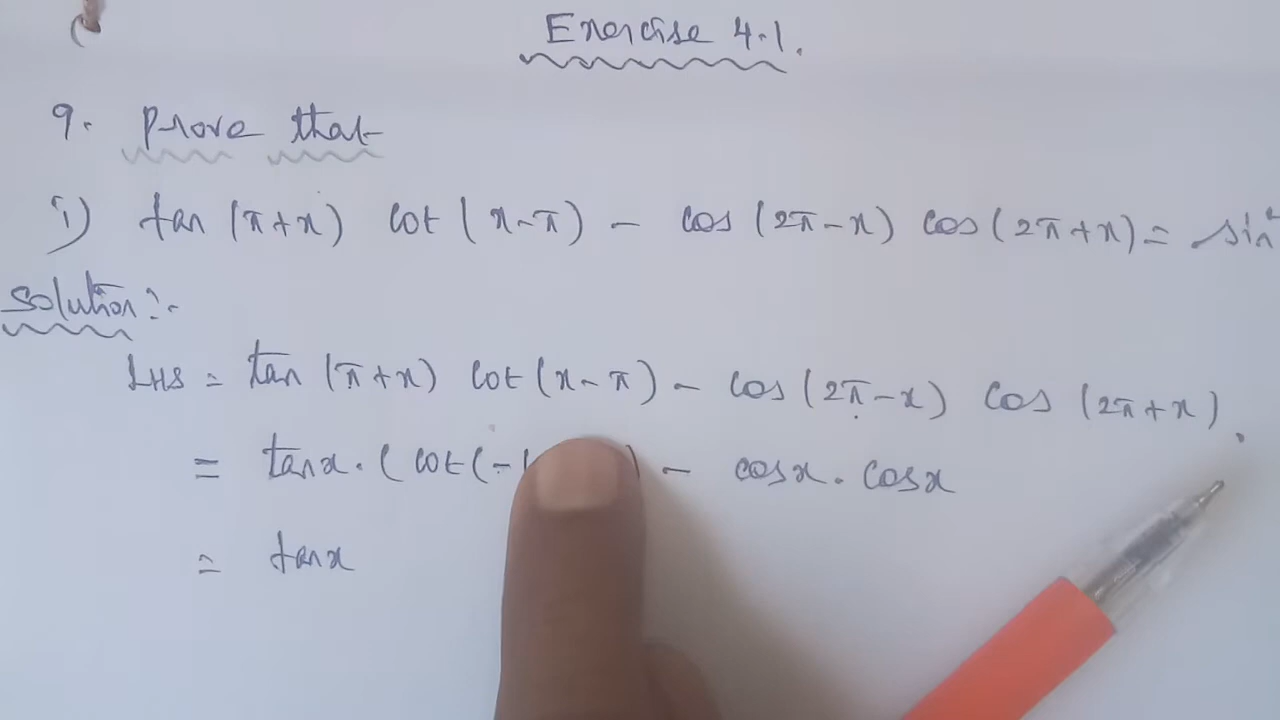 Exercise 4.1.
9. Prove that
i) tan (π+x) cot (x-π) - cos (2π-x) cos (2π+x) = sin²
Solution:-
LHS = tan (π+x) cot (x-π) - cos (2π-x) cos (2π+x).
= tanx. (cot(- ) - cosx. cosx
= tanx